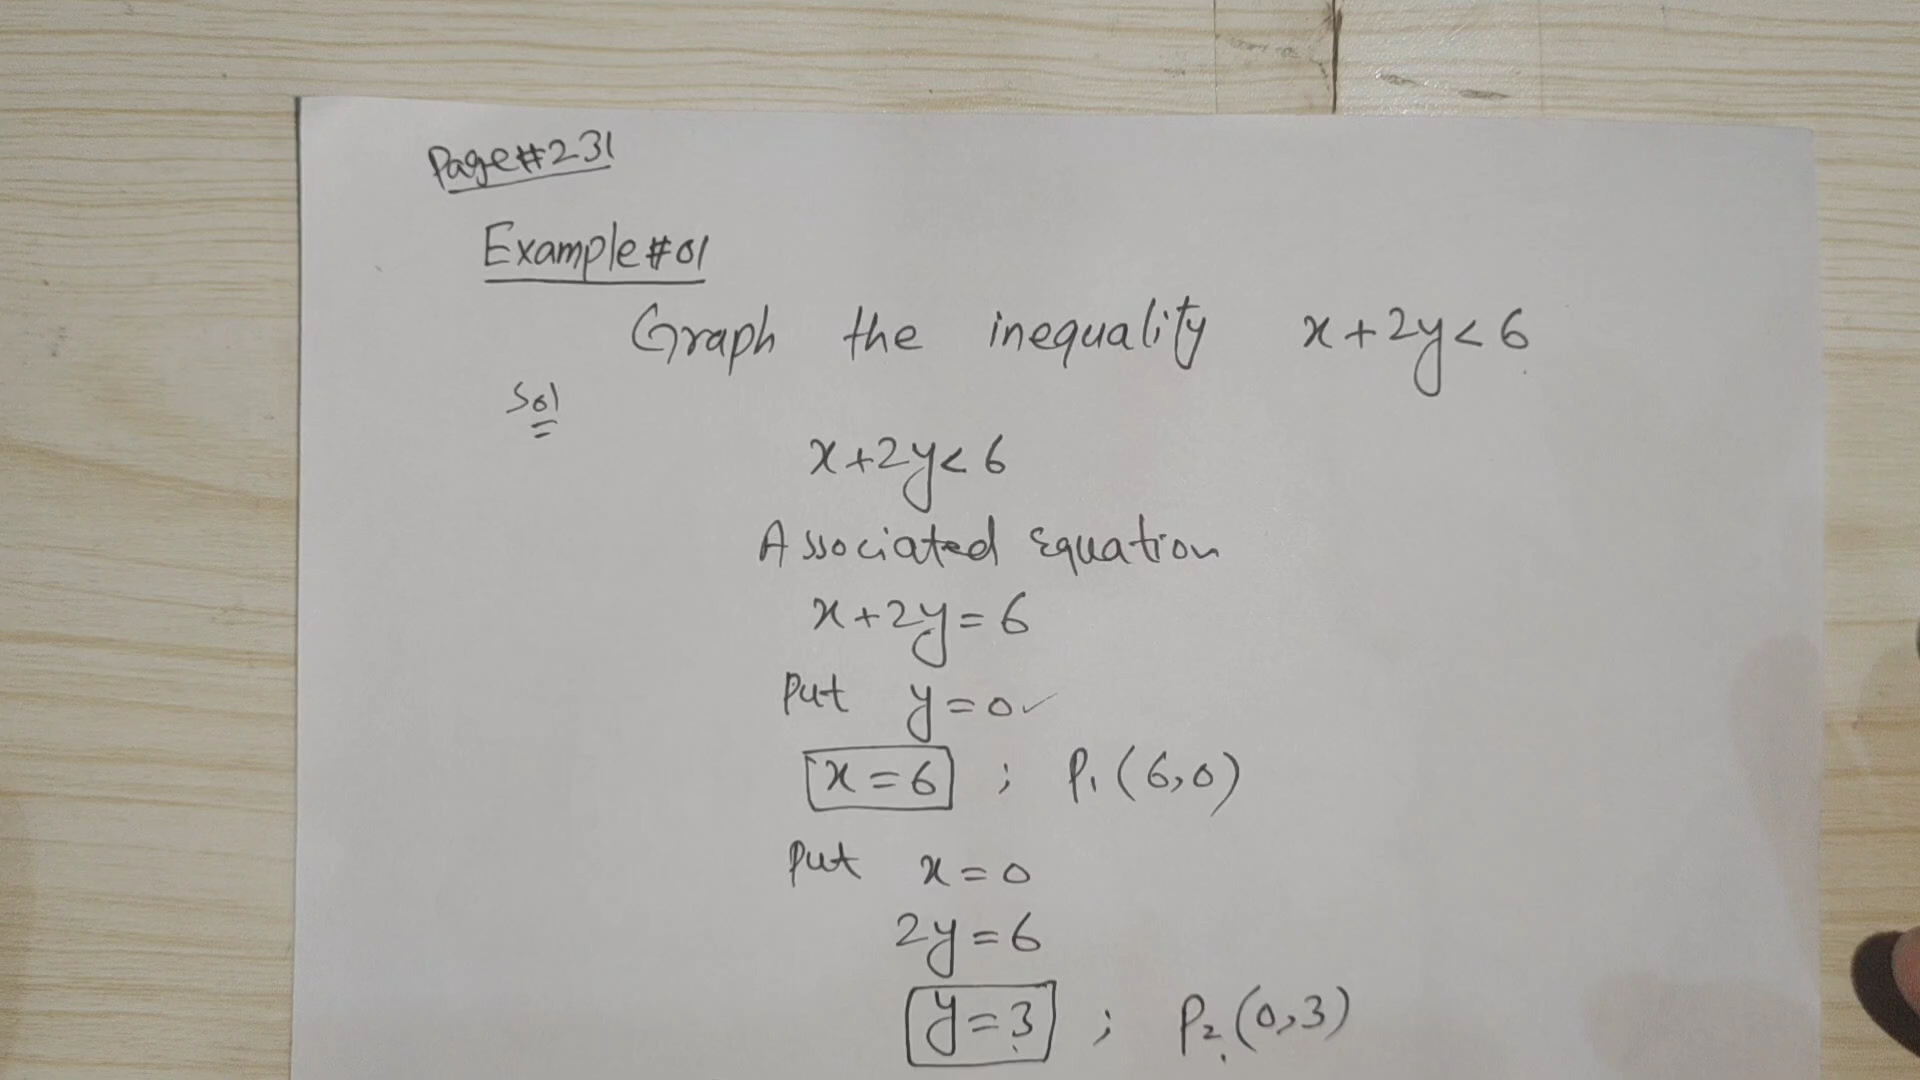 Page#231
Example#01
Graph the inequality x+2y<6
Sol
x+2y<6
Associated Equation
x+2y=6
Put y=0
x=6 ; P₁(6,0)
Put x=0
2y=6
y=3 ; P₂(0,3)